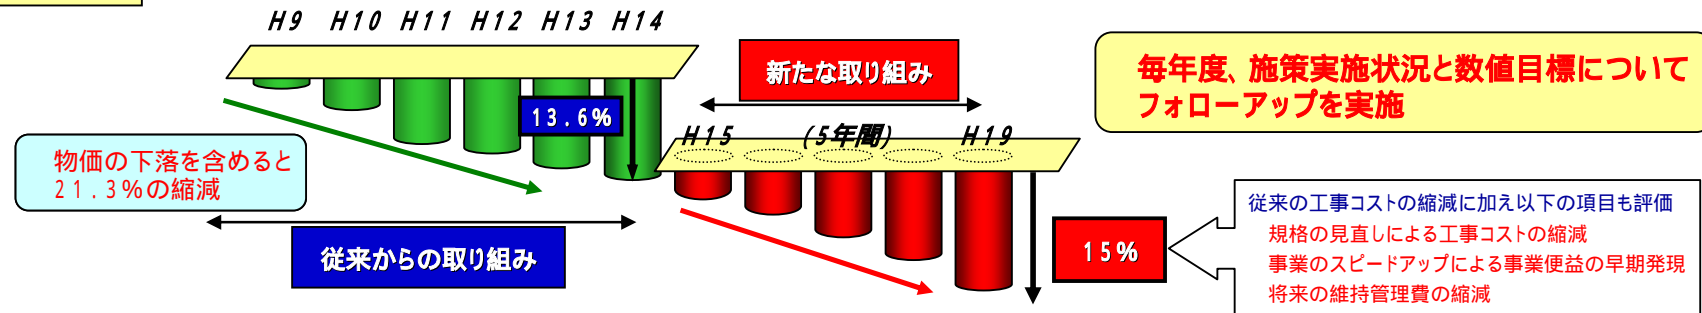 H9 H10 H11 H12 H13 H14
新たな取り組み
毎年度、施策実施状況と数値目標について
フォローアップを実施
13.6%
H15 (5年間) H19
物価の下落を含めると
21.3%の縮減
従来からの取り組み
15%
従来の工事コストの縮減に加え以下の項目も評価
規格の見直しによる工事コストの縮減
事業のスピードアップによる事業便益の早期発現
将来の維持管理費の縮減